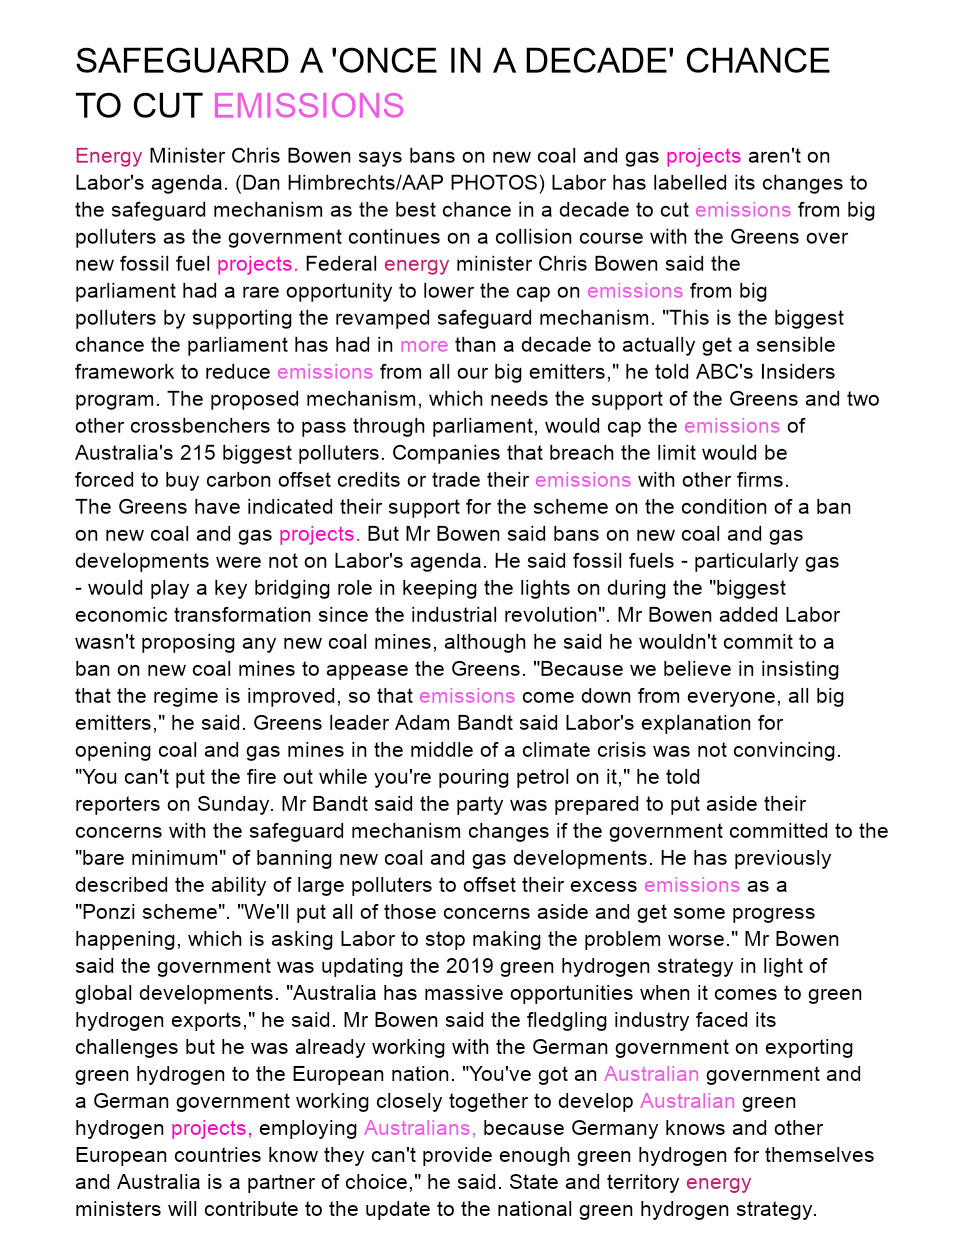 SAFEGUARD A 'ONCE IN A DECADE' CHANCE
TO CUT EMISSIONS
Energy Minister Chris Bowen says bans on new coal and gas projects aren't on
Labor's agenda. (Dan Himbrechts/AAP PHOTOS) Labor has labelled its changes to
the safeguard mechanism as the best chance in a decade to cut emissions from big
polluters as the government continues on a collision course with the Greens over
new fossil fuel projects. Federal energy minister Chris Bowen said the
parliament had a rare opportunity to lower the cap on emissions from big
polluters by supporting the revamped safeguard mechanism. "This is the biggest
chance the parliament has had in more than a decade to actually get a sensible
framework to reduce emissions from all our big emitters," he told ABC's Insiders
program. The proposed mechanism, which needs the support of the Greens and two
other crossbenchers to pass through parliament, would cap the emissions of
Australia's 215 biggest polluters. Companies that breach the limit would be
forced to buy carbon offset credits or trade their emissions with other firms.
The Greens have indicated their support for the scheme on the condition of a ban
on new coal and gas projects. But Mr Bowen said bans on new coal and gas
developments were not on Labor's agenda. He said fossil fuels - particularly gas
- would play a key bridging role in keeping the lights on during the "biggest
economic transformation since the industrial revolution". Mr Bowen added Labor
wasn't proposing any new coal mines, although he said he wouldn't commit to a
ban on new coal mines to appease the Greens. "Because we believe in insisting
that the regime is improved, so that emissions come down from everyone, all big
emitters," he said. Greens leader Adam Bandt said Labor's explanation for
opening coal and gas mines in the middle of a climate crisis was not convincing.
"You can't put the fire out while you're pouring petrol on it," he told
reporters on Sunday. Mr Bandt said the party was prepared to put aside their
concerns with the safeguard mechanism changes if the government committed to the
"bare minimum" of banning new coal and gas developments. He has previously
described the ability of large polluters to offset their excess emissions as a
"Ponzi scheme". "We'll put all of those concerns aside and get some progress
happening, which is asking Labor to stop making the problem worse." Mr Bowen
said the government was updating the 2019 green hydrogen strategy in light of
global developments. "Australia has massive opportunities when it comes to green
hydrogen exports," he said. Mr Bowen said the fledgling industry faced its
challenges but he was already working with the German government on exporting
green hydrogen to the European nation. "You've got an Australian government and
a German government working closely together to develop Australian green
hydrogen projects, employing Australians, because Germany knows and other
European countries know they can't provide enough green hydrogen for themselves
and Australia is a partner of choice," he said. State and territory energy
ministers will contribute to the update to the national green hydrogen strategy.